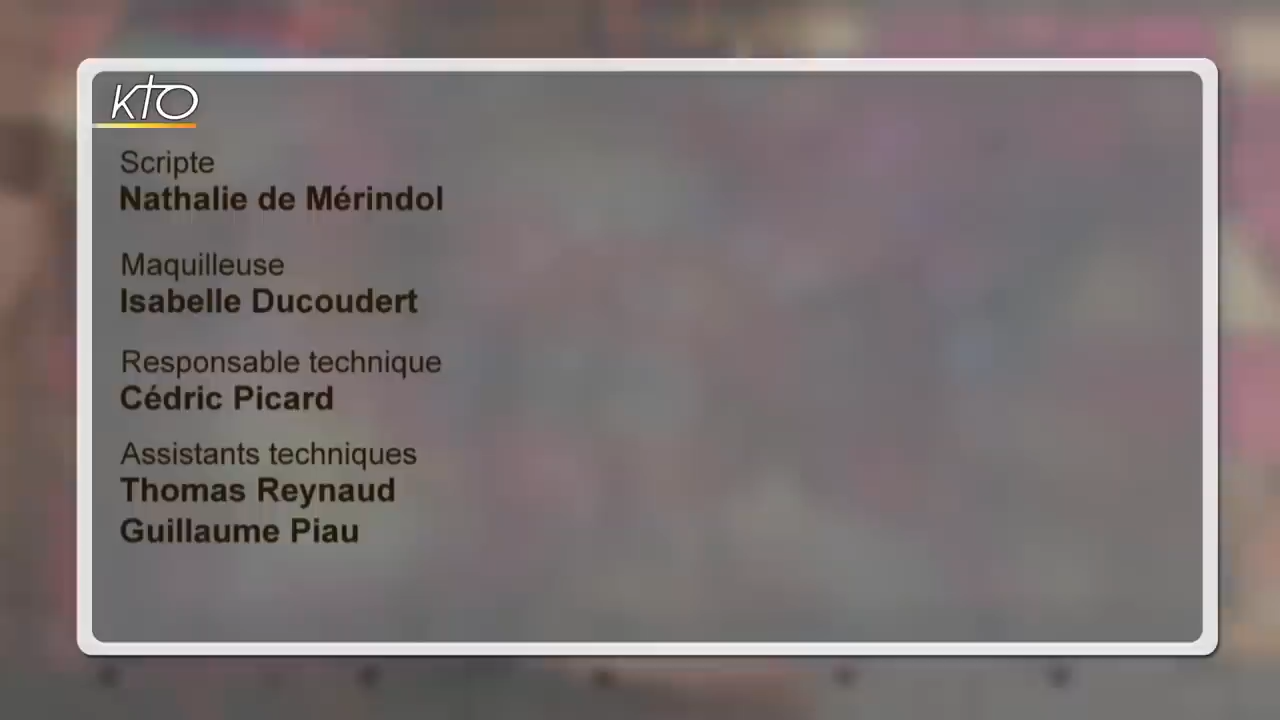 KTO
Scripte
Nathalie de Mérindol
Maquilleuse
Isabelle Ducoudert
Responsable technique
Cédric Picard
Assistants techniques
Thomas Reynaud
Guillaume Piau